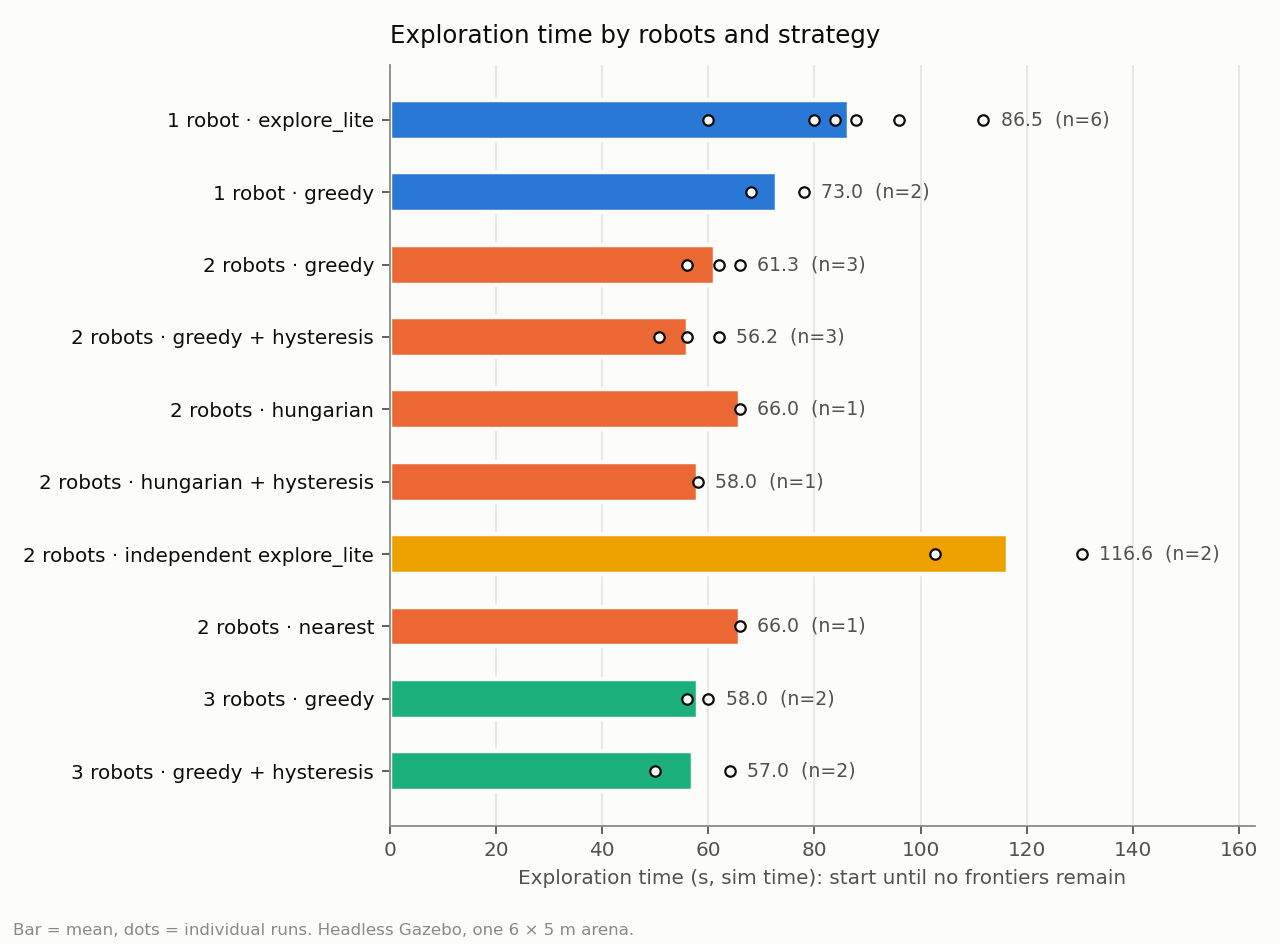 Exploration time by robots and strategy
1 robot · explore_lite
86.5 (n=6)
1 robot · greedy
73.0 (n=2)
2 robots · greedy
61.3 (n=3)
2 robots · greedy + hysteresis
56.2 (n=3)
2 robots · hungarian
66.0 (n=1)
2 robots · hungarian + hysteresis
58.0 (n=1)
2 robots · independent explore_lite
116.6 (n=2)
2 robots · nearest
66.0 (n=1)
3 robots · greedy
58.0 (n=2)
3 robots · greedy + hysteresis
57.0 (n=2)
0 20 40 60 80 100 120 140 160
Exploration time (s, sim time): start until no frontiers remain
Bar = mean, dots = individual runs. Headless Gazebo, one 6 × 5 m arena.